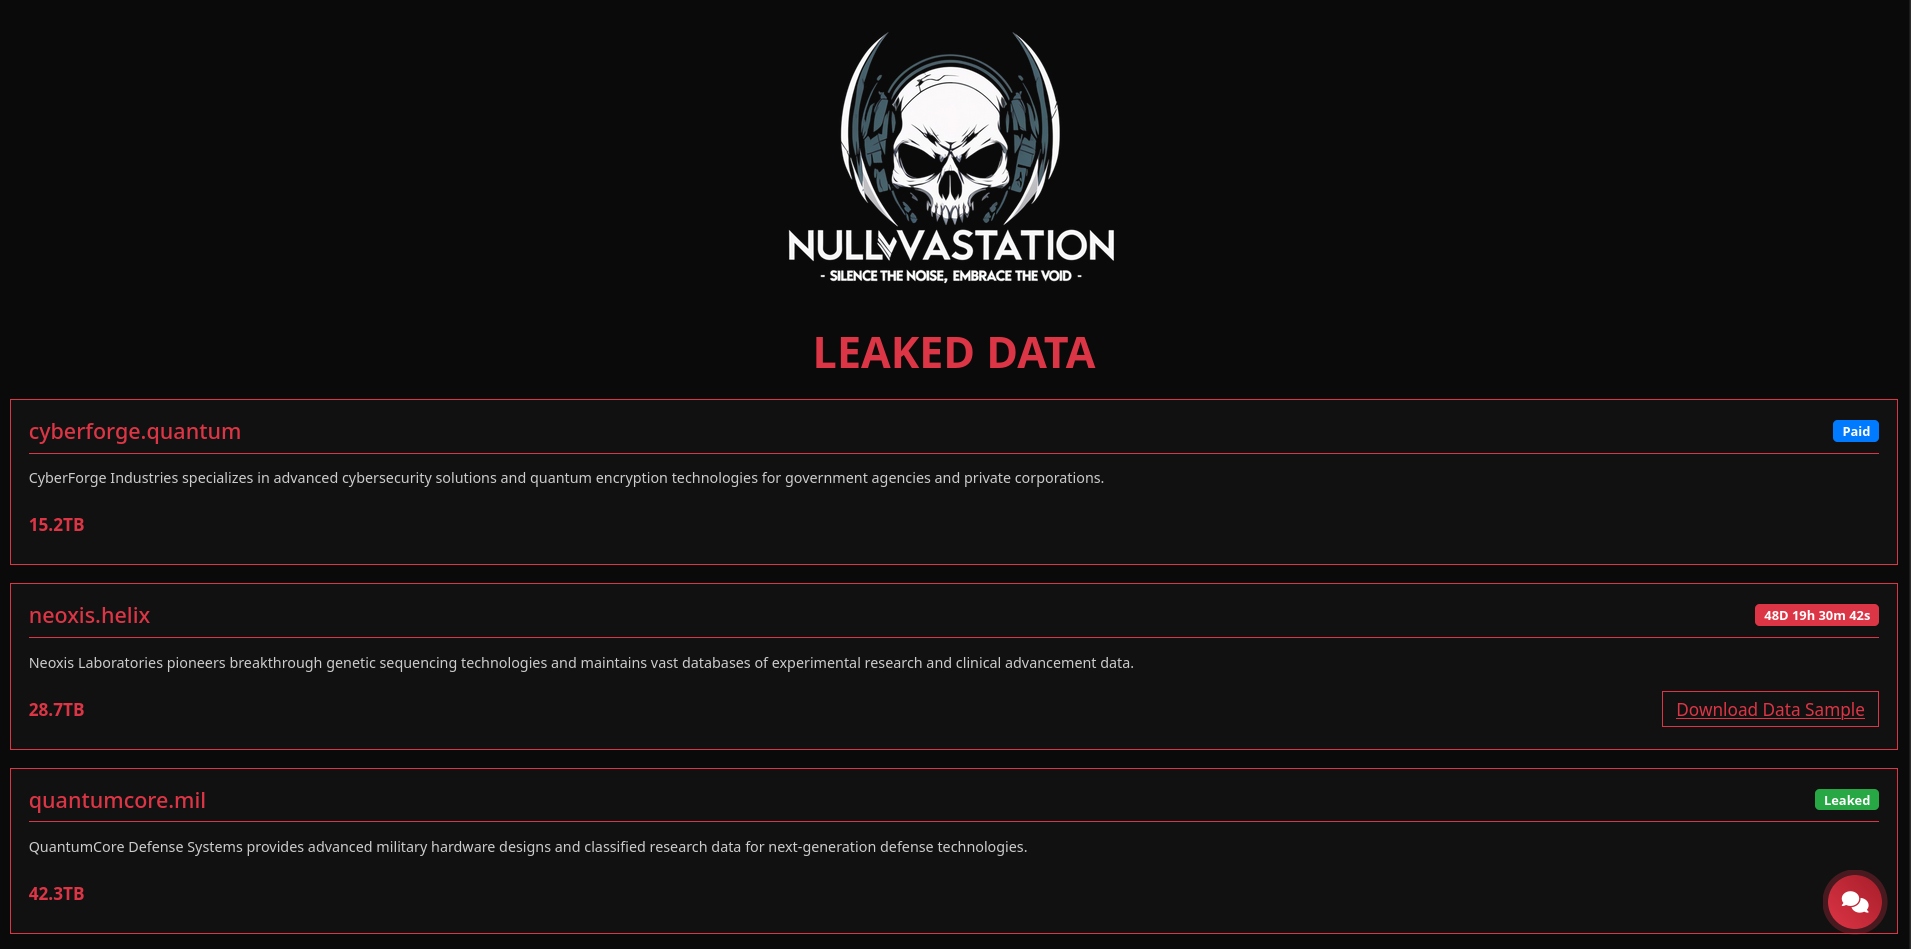 NULLVASTATION
- SILENCE THE NOISE, EMBRACE THE VOID -
LEAKED DATA
cyberforge.quantum
Paid
CyberForge Industries specializes in advanced cybersecurity solutions and quantum encryption technologies for government agencies and private corporations.
15.2TB
neoxis.helix
48D 19h 30m 42s
Neoxis Laboratories pioneers breakthrough genetic sequencing technologies and maintains vast databases of experimental research and clinical advancement data.
28.7TB
Download Data Sample
quantumcore.mil
Leaked
QuantumCore Defense Systems provides advanced military hardware designs and classified research data for next-generation defense technologies.
42.3TB